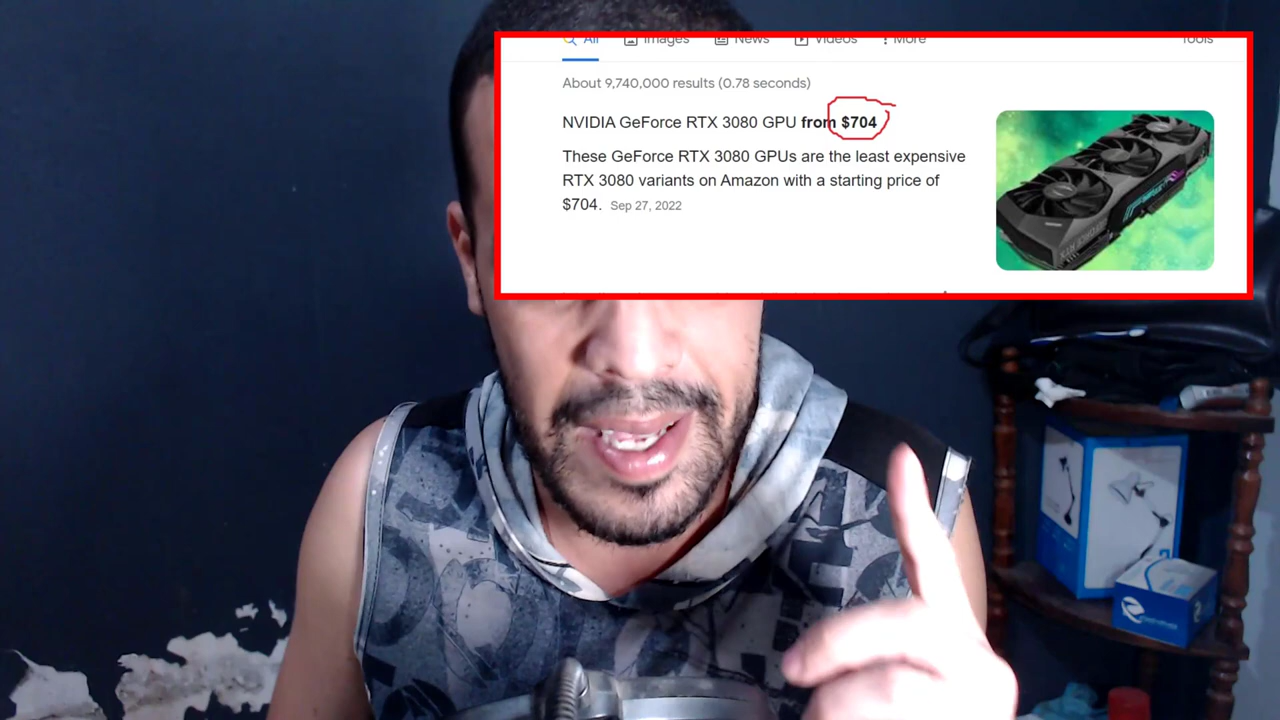 All Images News Videos More Tools
About 9,740,000 results (0.78 seconds)
NVIDIA GeForce RTX 3080 GPU from $704
These GeForce RTX 3080 GPUs are the least expensive
RTX 3080 variants on Amazon with a starting price of
$704. Sep 27, 2022